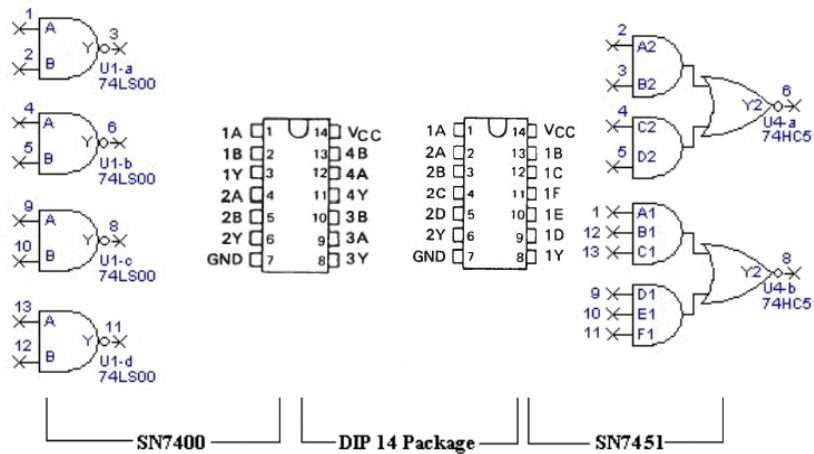 1
A
Y
3
2
B
U1-a
74LS00
4
A
Y
6
5
B
U1-b
74LS00
9
A
Y
8
10
B
U1-c
74LS00
13
A
Y
11
12
B
U1-d
74LS00
1A 1 14 VCC
1B 2 13 4B
1Y 3 12 4A
2A 4 11 4Y
2B 5 10 3B
2Y 6 9 3A
GND 7 8 3Y
1A 1 14 VCC
2A 2 13 1B
2B 3 12 1C
2C 4 11 1F
2D 5 10 1E
2Y 6 9 1D
GND 7 8 1Y
2
A2
3
B2
4
C2
5
D2
Y2
6
U4-a
74HC51
1
A1
12
B1
13
C1
9
D1
10
E1
11
F1
Y2
8
U4-b
74HC51
SN7400
DIP 14 Package
SN7451